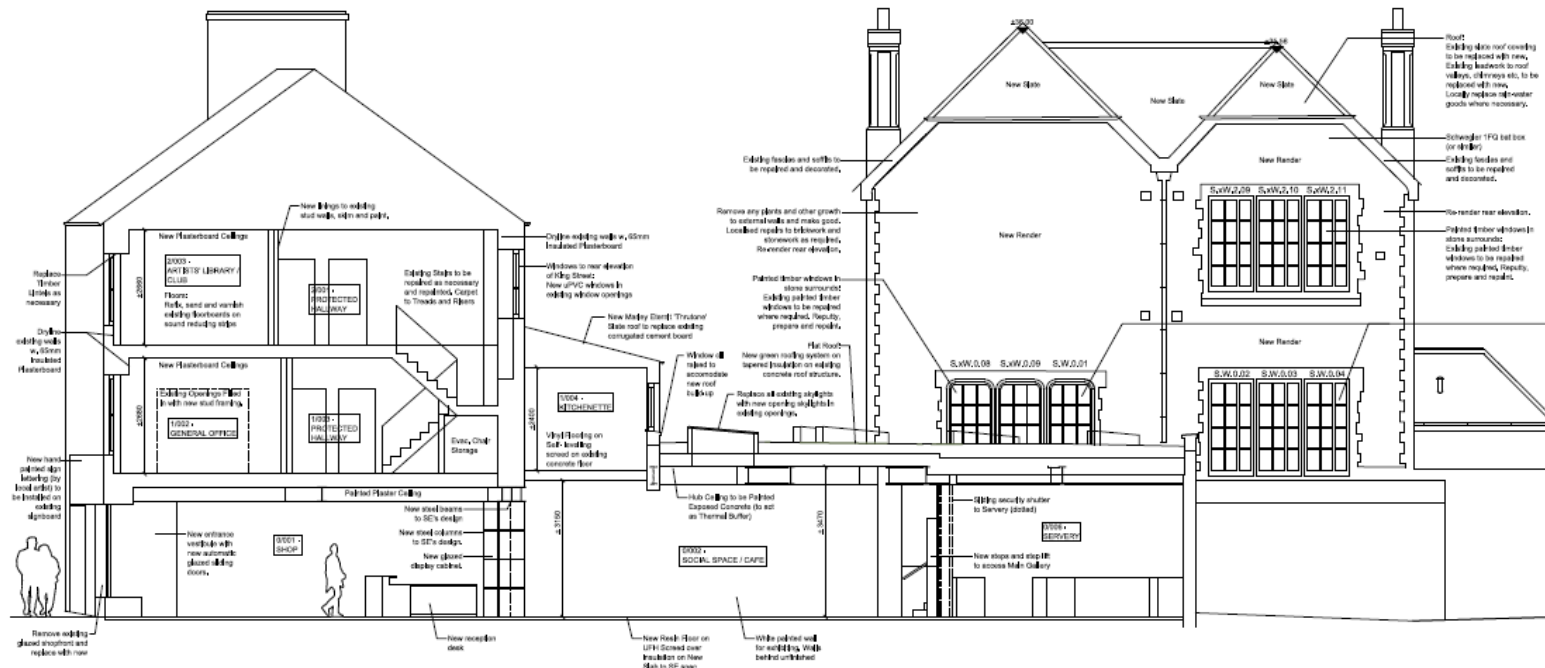 ±36.00
±35.56
Roof:
Existing slate roof covering
to be replaced with new.
Existing leadwork to roof
valleys, chimneys etc. to be
replaced with new.
Locally replace rain-water
goods where necessary.
New Slate
New Slate
New Slate
Schwegler 1FQ bat box
(or similar)
Existing fascias and soffits to
be repaired and decorated.
New Render
Existing fascias and
soffits to be repaired
and decorated.
S.xW.2.09
S.xW.2.10
S.xW.2.11
New linings to existing
stud walls, skim and paint.
Remove any plants and other growth
to external walls and make good.
Localised repairs to brickwork and
stonework as required.
Re-render rear elevation.
Re-render rear elevation.
New Render
Painted timber windows in
stone surrounds:
Existing painted timber
windows to be repaired
where required. Reputty,
prepare and repaint.
New Plasterboard Ceilings
Dryline existing walls w. 65mm
Insulated Plasterboard
2/003 -
ARTISTS' LIBRARY /
CLUB
Replace
Timber
Lintels as
necessary
Floors:
Refix, sand and varnish
existing floorboards on
sound reducing strips
2/001 -
PROTECTED
HALLWAY
Existing Stairs to be
repaired as necessary
and repainted. Carpet
to Treads and Risers
Windows to rear elevation
of King Street:
New uPVC windows in
existing window openings
Painted timber windows in
stone surrounds:
Existing painted timber
windows to be repaired
where required. Reputty,
prepare and repaint.
New Marley Eternit 'Thrutone'
Slate roof to replace existing
corrugated cement board
Dryline
existing walls
w. 65mm
Insulated
Plasterboard
New Plasterboard Ceilings
Window cill
raised to
accomodate
new roof
build-up
Flat Roof:
New green roofing system on
tapered insulation on existing
concrete roof structure.
New Render
S.xW.0.08
S.xW.0.09
S.W.0.01
S.W.0.02
S.W.0.03
S.W.0.04
Existing Openings Filled
in with new stud framing.
1/002 -
GENERAL OFFICE
1/003 -
PROTECTED
HALLWAY
1/004 -
KITCHENETTE
±2400
Replace all existing skylights
with new opening skylights in
existing openings.
Evac. Chair
Storage
Vinyl Flooring on
Self-levelling
screed on existing
concrete floor
New hand
painted sign
lettering (by
local artist) to
be installed on
existing
signboard
Painted Plaster Ceiling
New steel beams
to SE's design
New steel columns
to SE's design.
New glazed
display cabinet.
±3150
Hub Ceiling to be Painted
Exposed Concrete (to act
as Thermal Buffer)
±3470
Sliding security shutter
to Servery (dotted)
New entrance
vestibule with
new automatic
glazed sliding
doors.
0/001 -
SHOP
0/002 -
SOCIAL SPACE / CAFE
SERVERY
New steps and step lift
to access Main Gallery
Remove existing
glazed shopfront and
replace with new
New reception
desk
New Resin Floor on
UFH Screed over
Insulation on New
Slab to SE spec
White painted wall
for exhibiting. Walls
behind unfinished